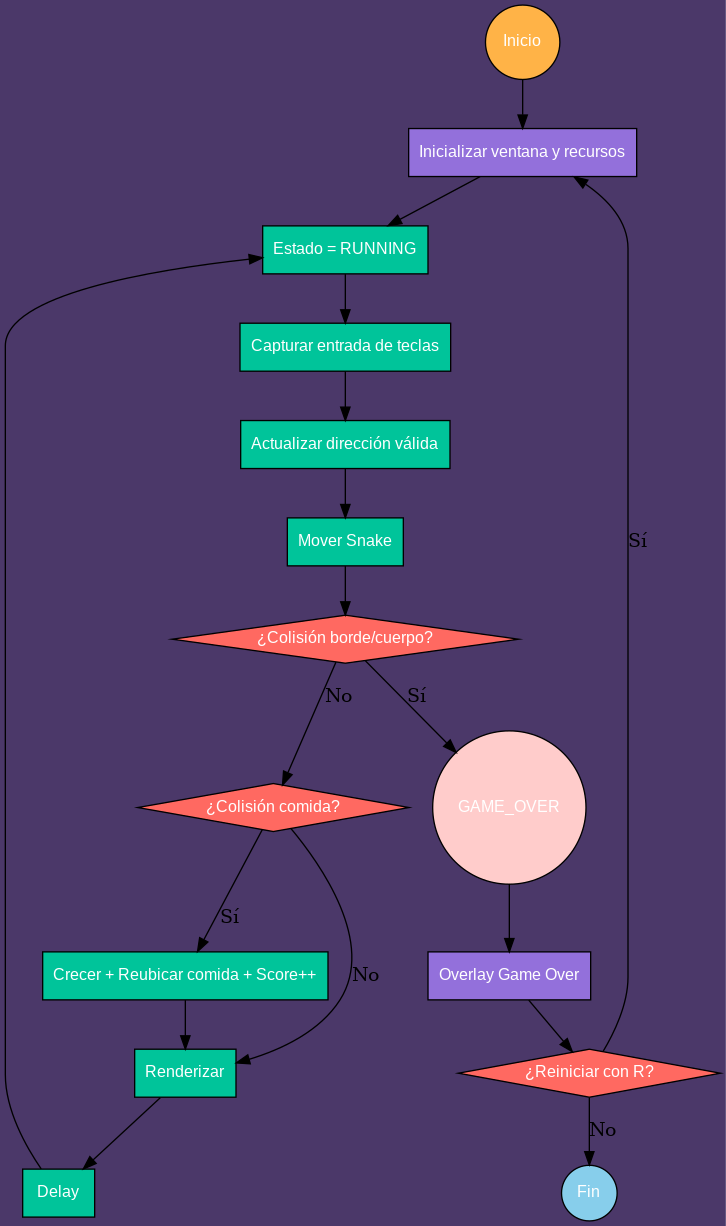 Inicio
Inicializar ventana y recursos
Estado = RUNNING
Capturar entrada de teclas
Actualizar dirección válida
Mover Snake
Sí
¿Colisión borde/cuerpo?
No
Sí
¿Colisión comida?
GAME_OVER
Sí
Crecer + Reubicar comida + Score++
No
Overlay Game Over
Renderizar
¿Reiniciar con R?
No
Delay
Fin